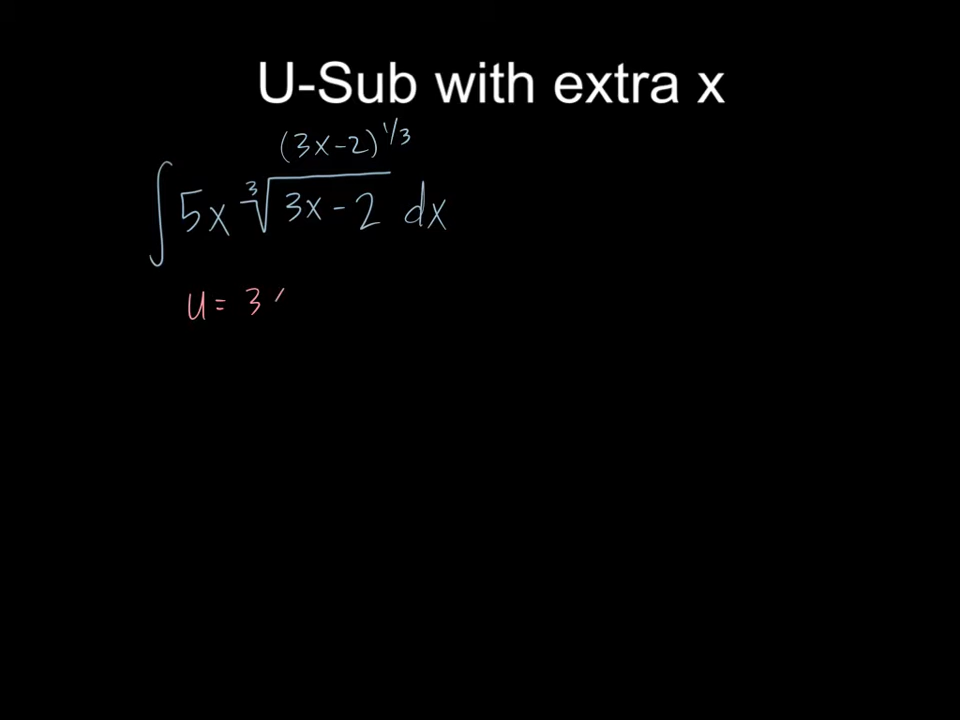 U-Sub with extra x
(3x-2)^{1/3}
∫ 5x ∛(3x-2) dx
u = 3